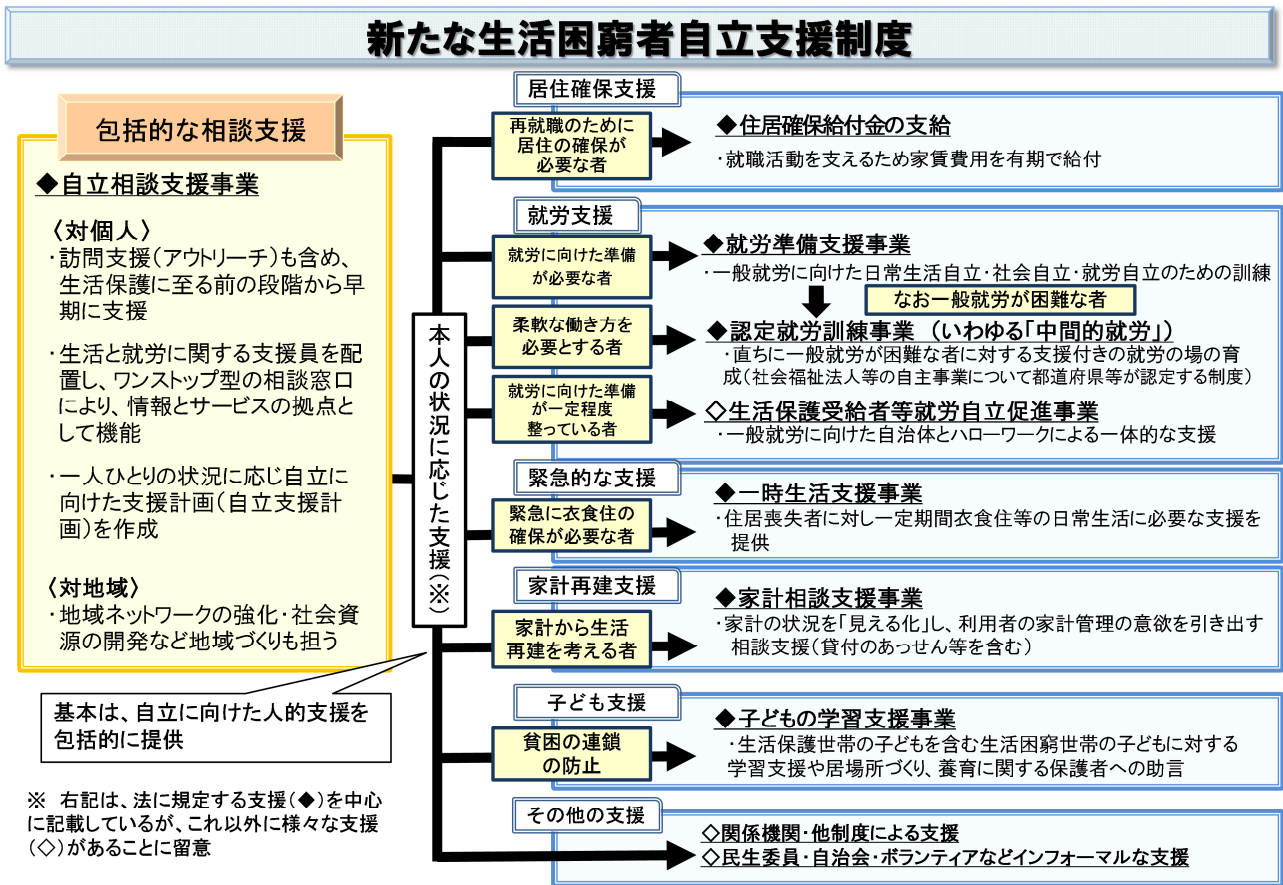 新たな生活困窮者自立支援制度
包括的な相談支援
◆自立相談支援事業
〈対個人〉
・訪問支援（アウトリーチ）も含め、
生活保護に至る前の段階から早
期に支援
・生活と就労に関する支援員を配
置し、ワンストップ型の相談窓口
により、情報とサービスの拠点と
して機能
・一人ひとりの状況に応じ自立に
向けた支援計画（自立支援計
画）を作成
〈対地域〉
・地域ネットワークの強化・社会資
源の開発など地域づくりも担う
基本は、自立に向けた人的支援を
包括的に提供
※　右記は、法に規定する支援（◆）を中心
に記載しているが、これ以外に様々な支援
（◇）があることに留意
本人の状況に応じた支援（※）
居住確保支援
再就職のために
居住の確保が
必要な者
◆住居確保給付金の支給
・就職活動を支えるため家賃費用を有期で給付
就労支援
就労に向けた準備
が必要な者
◆就労準備支援事業
・一般就労に向けた日常生活自立・社会自立・就労自立のための訓練
なお一般就労が困難な者
柔軟な働き方を
必要とする者
◆認定就労訓練事業　（いわゆる「中間的就労」）
・直ちに一般就労が困難な者に対する支援付きの就労の場の育
成（社会福祉法人等の自主事業について都道府県等が認定する制度）
就労に向けた準備
が一定程度
整っている者
◇生活保護受給者等就労自立促進事業
・一般就労に向けた自治体とハローワークによる一体的な支援
緊急的な支援
緊急に衣食住の
確保が必要な者
◆一時生活支援事業
・住居喪失者に対し一定期間衣食住等の日常生活に必要な支援を
提供
家計再建支援
家計から生活
再建を考える者
◆家計相談支援事業
・家計の状況を「見える化」し、利用者の家計管理の意欲を引き出す
相談支援（貸付のあっせん等を含む）
子ども支援
貧困の連鎖
の防止
◆子どもの学習支援事業
・生活保護世帯の子どもを含む生活困窮世帯の子どもに対する
学習支援や居場所づくり、養育に関する保護者への助言
その他の支援
◇関係機関・他制度による支援
◇民生委員・自治会・ボランティアなどインフォーマルな支援